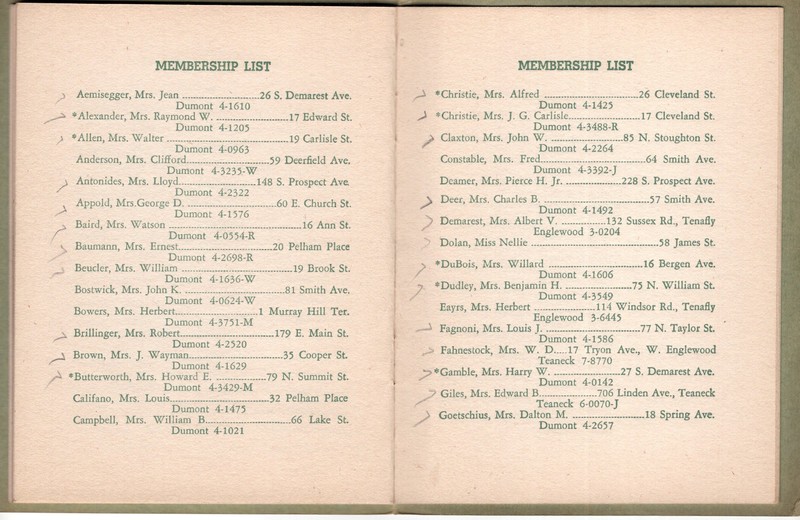 MEMBERSHIP LIST
Aemisegger, Mrs. Jean ........................26 S. Demarest Ave.
Dumont 4-1610
*Alexander, Mrs. Raymond W. ........................17 Edward St.
Dumont 4-1205
*Allen, Mrs. Walter ........................19 Carlisle St.
Dumont 4-0963
Anderson, Mrs. Clifford........................59 Deerfield Ave.
Dumont 4-3235-W
Antonides, Mrs. Lloyd........................148 S. Prospect Ave.
Dumont 4-2322
Appold, Mrs.George D. ........................60 E. Church St.
Dumont 4-1576
Baird, Mrs. Watson ........................16 Ann St.
Dumont 4-0554-R
Baumann, Mrs. Ernest........................20 Pelham Place
Dumont 4-2698-R
Beucler, Mrs. William ........................19 Brook St.
Dumont 4-1636-W
Bostwick, Mrs. John K. ........................81 Smith Ave.
Dumont 4-0624-W
Bowers, Mrs. Herbert........................1 Murray Hill Ter.
Dumont 4-3751-M
Brillinger, Mrs. Robert........................179 E. Main St.
Dumont 4-2520
Brown, Mrs. J. Wayman........................35 Cooper St.
Dumont 4-1629
*Butterworth, Mrs. Howard E. ........................79 N. Summit St.
Dumont 4-3429-M
Califano, Mrs. Louis........................32 Pelham Place
Dumont 4-1475
Campbell, Mrs. William B........................66 Lake St.
Dumont 4-1021
MEMBERSHIP LIST
*Christie, Mrs. Alfred ........................26 Cleveland St.
Dumont 4-1425
*Christie, Mrs. J. G. Carlisle........................17 Cleveland St.
Dumont 4-3488-R
Claxton, Mrs. John W. ........................85 N. Stoughton St.
Dumont 4-2264
Constable, Mrs. Fred........................64 Smith Ave.
Dumont 4-3392-J
Deamer, Mrs. Pierce H. Jr. ........................228 S. Prospect Ave.
Deer, Mrs. Charles B. ........................57 Smith Ave.
Dumont 4-1492
Demarest, Mrs. Albert V. ........................132 Sussex Rd., Tenafly
Englewood 3-0204
Dolan, Miss Nellie ........................58 James St.
*DuBois, Mrs. Willard ........................16 Bergen Ave.
Dumont 4-1606
*Dudley, Mrs. Benjamin H. ........................75 N. William St.
Dumont 4-3549
Eayrs, Mrs. Herbert ........................114 Windsor Rd., Tenafly
Englewood 3-6445
Fagnoni, Mrs. Louis J. ........................77 N. Taylor St.
Dumont 4-1586
Fahnestock, Mrs. W. D.....17 Tryon Ave., W. Englewood
Teaneck 7-8770
*Gamble, Mrs. Harry W. ........................27 S. Demarest Ave.
Dumont 4-0142
Giles, Mrs. Edward B........................706 Linden Ave., Teaneck
Teaneck 6-0070-J
Goetschius, Mrs. Dalton M. ........................18 Spring Ave.
Dumont 4-2657